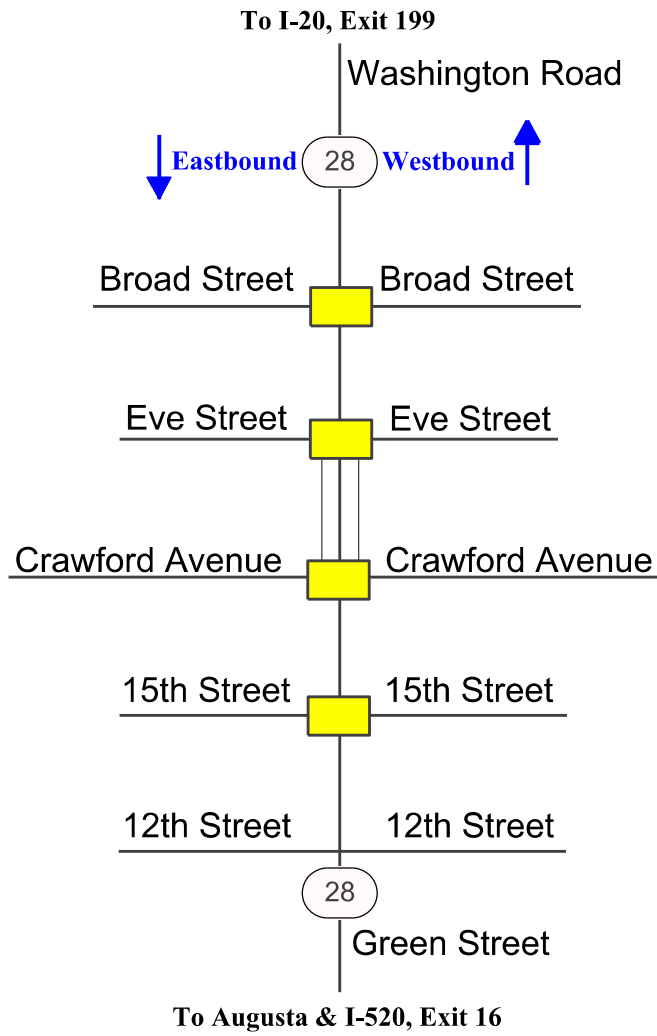 To I-20, Exit 199
Washington Road
Eastbound 28 Westbound
Broad Street Broad Street
Eve Street Eve Street
Crawford Avenue Crawford Avenue
15th Street 15th Street
12th Street 12th Street
28
Green Street
To Augusta & I-520, Exit 16